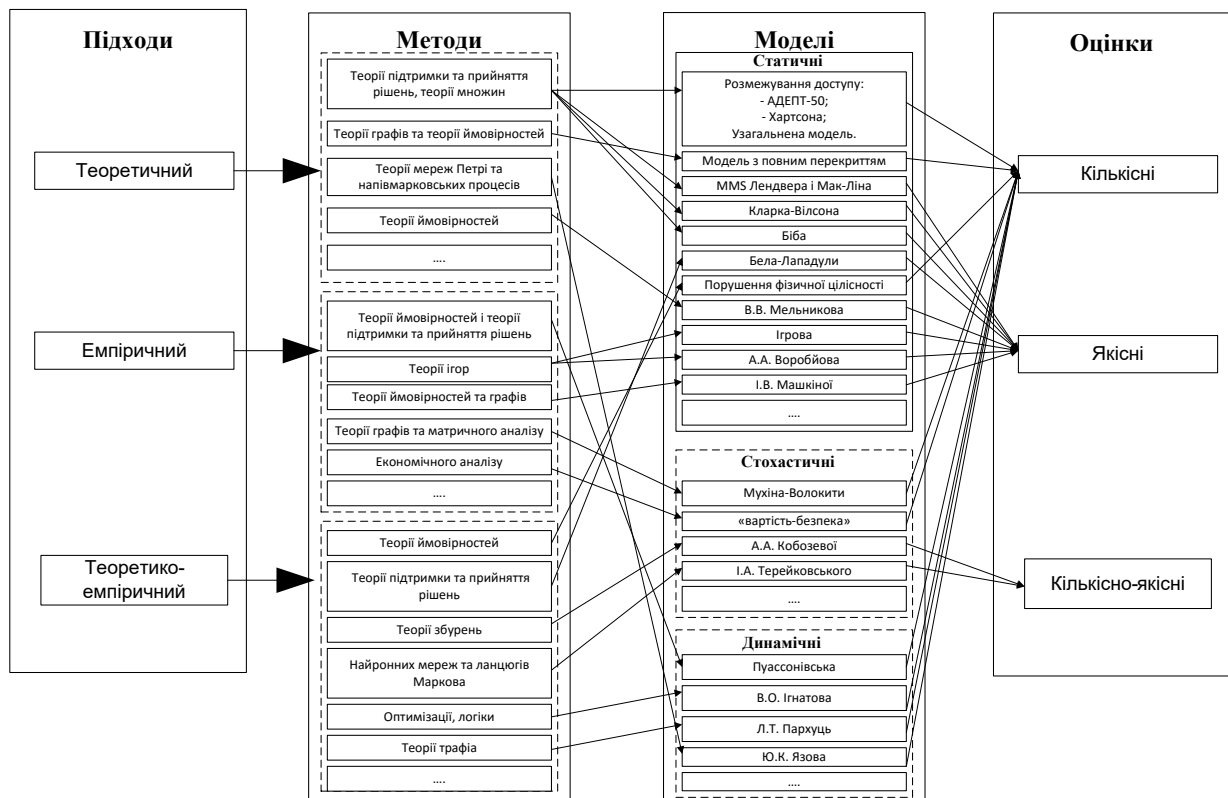 Підходи
Теоретичний
Емпіричний
Теоретико-
емпіричний
Методи
Теорії підтримки та прийняття
рішень, теорії множин
Теорії графів та теорії ймовірностей
Теорії мереж Петрі та
напівмарковських процесів
Теорії ймовірностей
....
Теорії ймовірностей і теорії
підтримки та прийняття рішень
Теорії ігор
Теорії ймовірностей та графів
Теорії графів та матричного аналізу
Економічного аналізу
....
Теорії ймовірностей
Теорії підтримки та прийняття
рішень
Теорії збурень
Найронних мереж та ланцюгів
Маркова
Оптимізації, логіки
Теорії трафіа
....
Моделі
Статичні
Розмежування доступу:
- АДЕПТ-50;
- Хартсона;
Узагальнена модель.
Модель з повним перекриттям
MMS Лендвера і Мак-Ліна
Кларка-Вілсона
Біба
Бела-Лападули
Порушення фізичної цілісності
В.В. Мельникова
Ігрова
А.А. Воробйова
І.В. Машкіної
....
Стохастичні
Мухіна-Волокити
«вартість-безпека»
А.А. Кобозевої
І.А. Терейковського
....
Динамічні
Пуассонівська
В.О. Ігнатова
Л.Т. Пархуць
Ю.К. Язова
....
Оцінки
Кількісні
Якісні
Кількісно-якісні